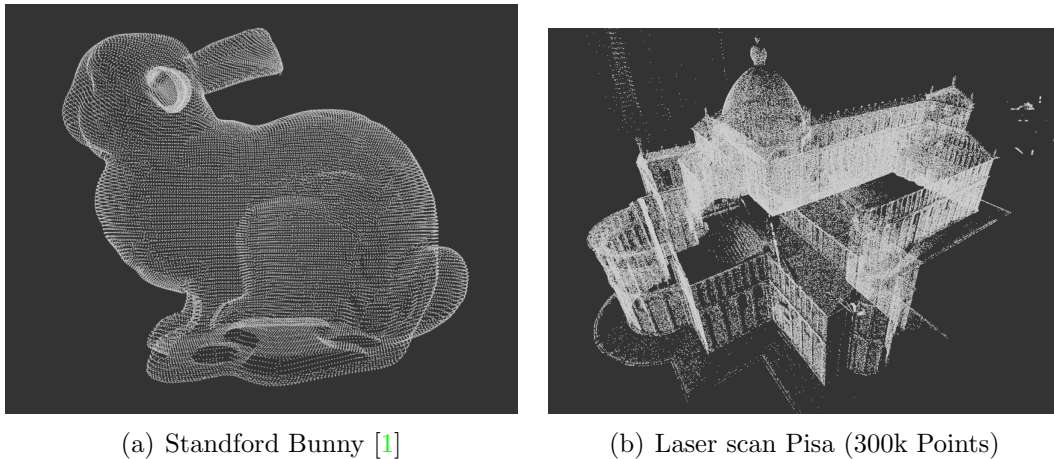 (a) Standford Bunny [1]
(b) Laser scan Pisa (300k Points)